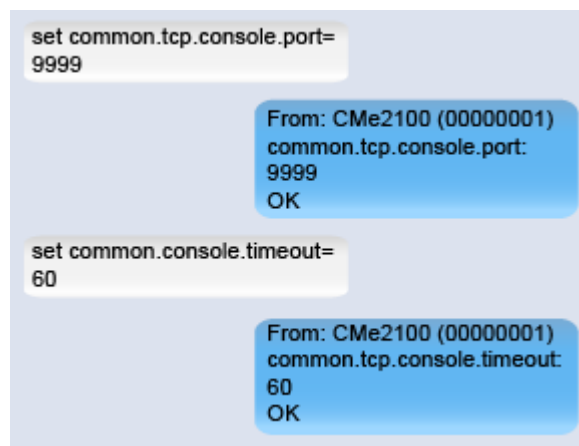 set common.tcp.console.port=
9999
From: CMe2100 (00000001)
common.tcp.console.port:
9999
OK
set common.console.timeout=
60
From: CMe2100 (00000001)
common.tcp.console.timeout:
60
OK